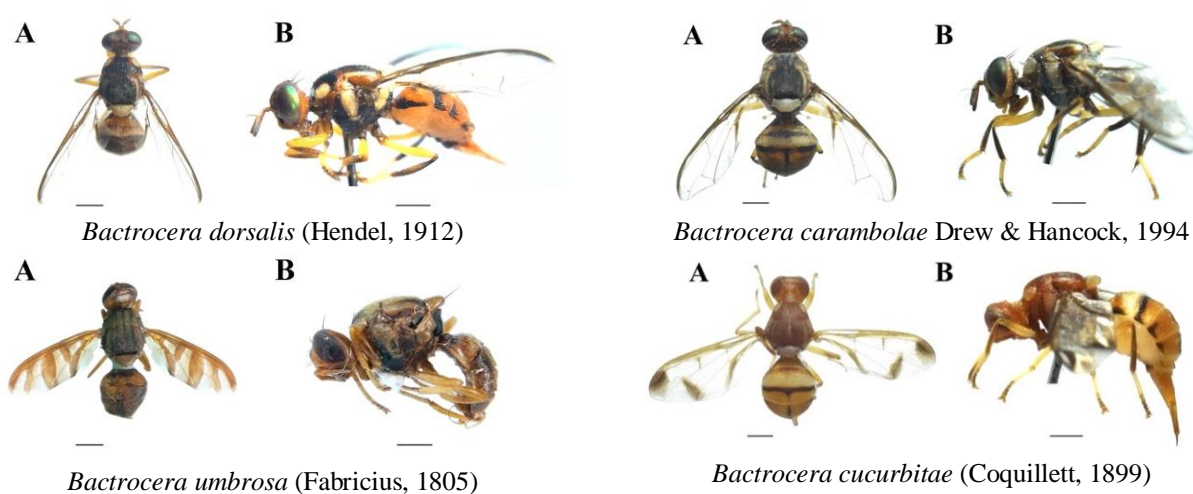 A B
Bactrocera dorsalis (Hendel, 1912)
A B
Bactrocera carambolae Drew & Hancock, 1994
A B
Bactrocera umbrosa (Fabricius, 1805)
A B
Bactrocera cucurbitae (Coquillett, 1899)